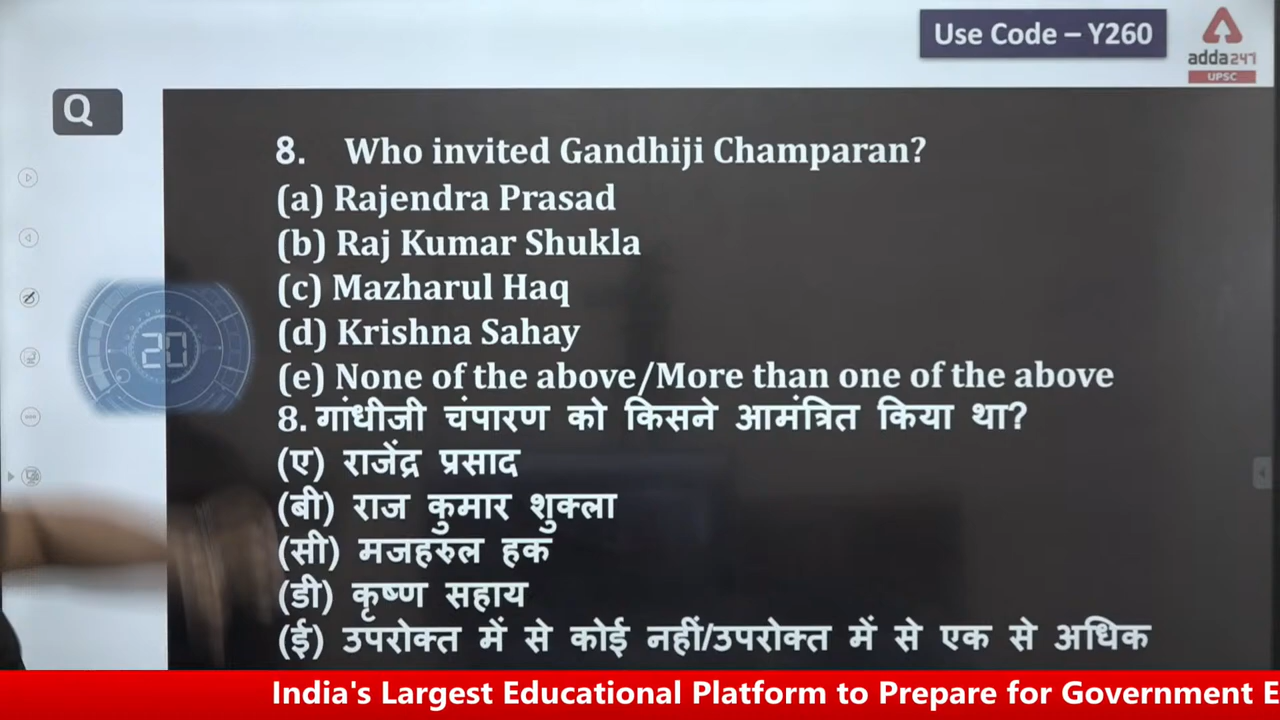 Use Code – Y260
adda247
UPSC
Q
8. Who invited Gandhiji Champaran?
(a) Rajendra Prasad
(b) Raj Kumar Shukla
(c) Mazharul Haq
(d) Krishna Sahay
(e) None of the above/More than one of the above
8. गांधीजी चंपारण को किसने आमंत्रित किया था?
(ए) राजेंद्र प्रसाद
(बी) राज कुमार शुक्ला
(सी) मजहरुल हक
(डी) कृष्ण सहाय
(ई) उपरोक्त में से कोई नहीं/उपरोक्त में से एक से अधिक
20
India's Largest Educational Platform to Prepare for Government E